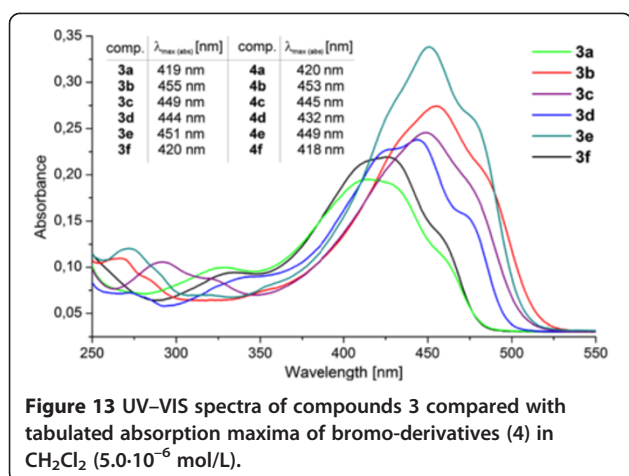 0,35
0,30
0,25
0,20
0,15
0,10
0,05
Absorbance
comp. λmax (abs) [nm] comp. λmax (abs) [nm]
3a 419 nm 4a 420 nm
3b 455 nm 4b 453 nm
3c 449 nm 4c 445 nm
3d 444 nm 4d 432 nm
3e 451 nm 4e 449 nm
3f 420 nm 4f 418 nm
3a
3b
3c
3d
3e
3f
250 300 350 400 450 500 550
Wavelength [nm]
Figure 13 UV–VIS spectra of compounds 3 compared with
tabulated absorption maxima of bromo-derivatives (4) in
CH₂Cl₂ (5.0·10⁻⁶ mol/L).